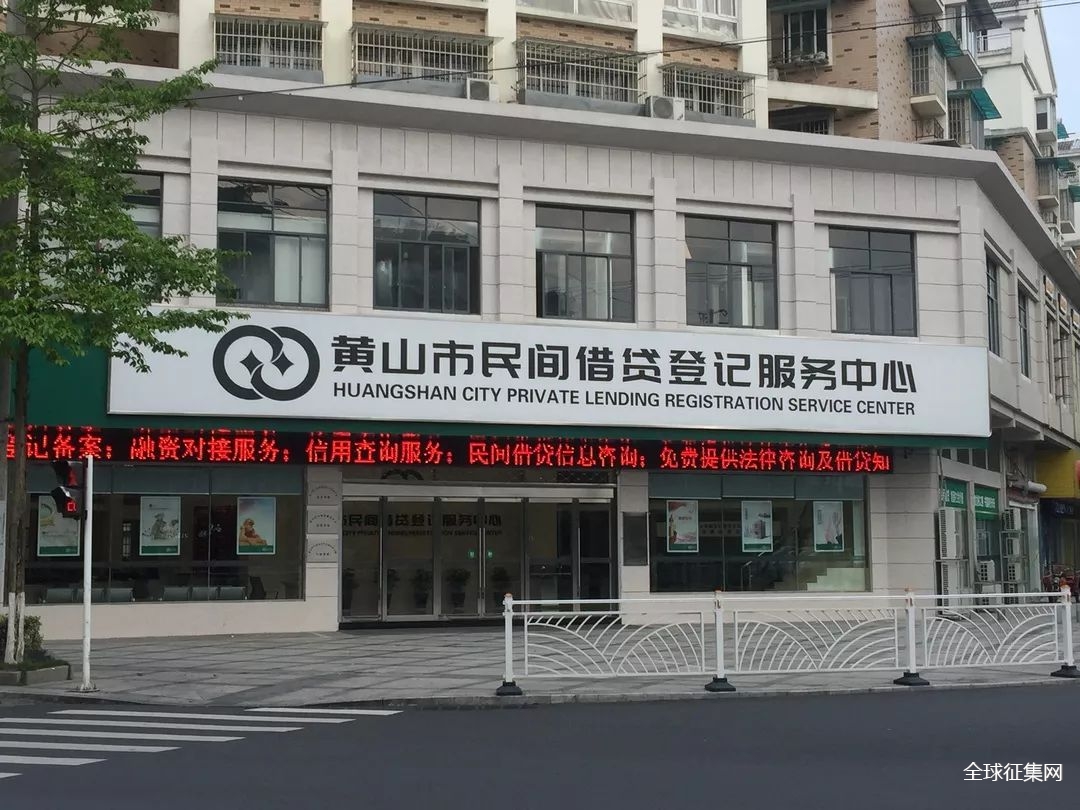 黄山市民间借贷登记服务中心
HUANGSHAN CITY PRIVATE LENDING REGISTRATION SERVICE CENTER
记备案；融资对接服务；信用查询服务；民间借贷信息咨询；免费提供法律咨询及借贷知
民间借贷登记服务中心
全球征集网